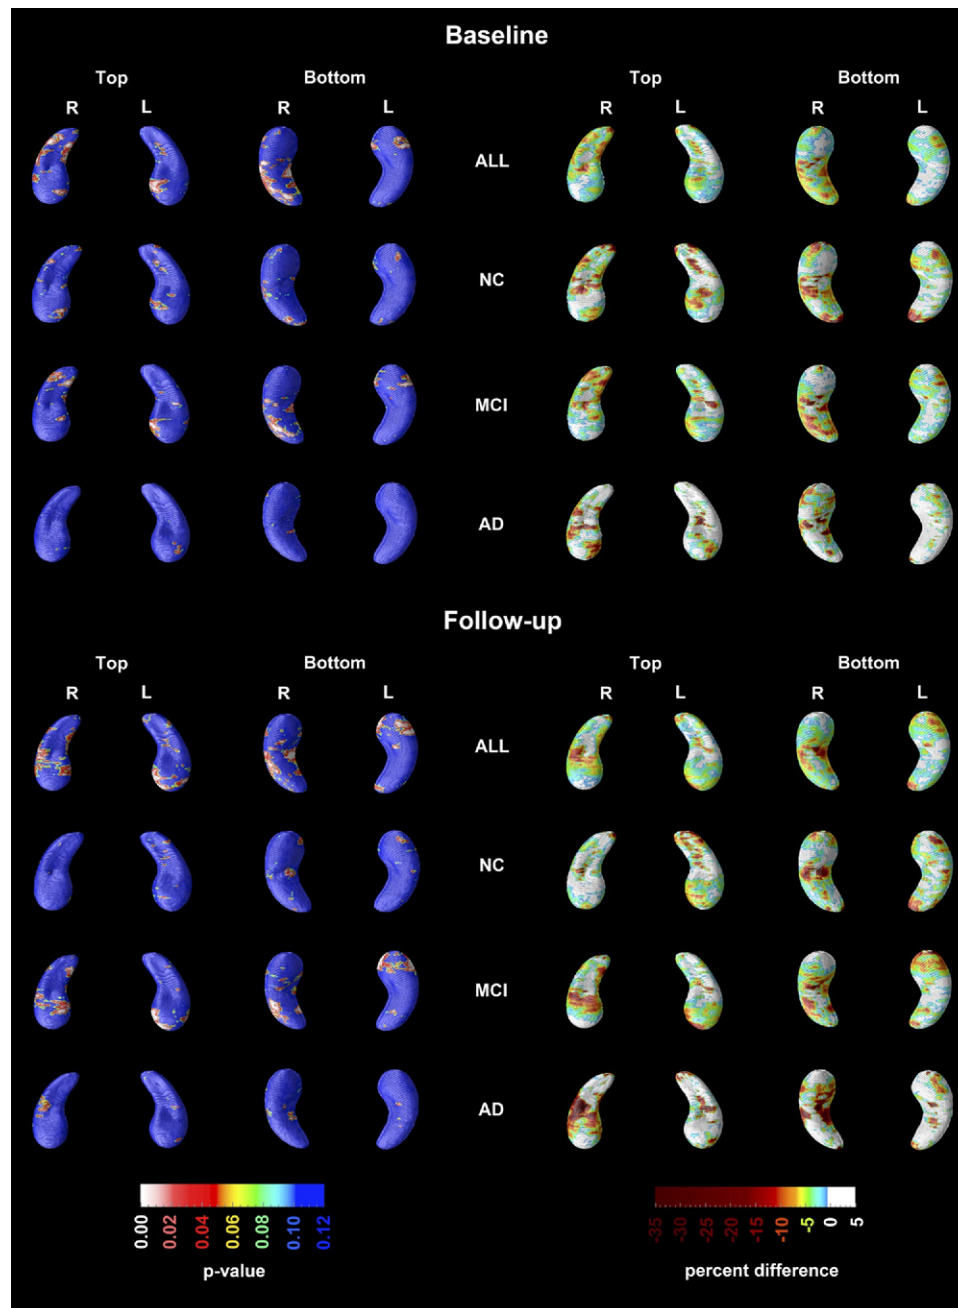 Baseline
Top Bottom Top Bottom
R L R L R L R L
ALL
NC
MCI
AD
Follow-up
Top Bottom Top Bottom
R L R L R L R L
ALL
NC
MCI
AD
0.00 0.02 0.04 0.06 0.08 0.10 0.12
-35 -30 -25 -20 -15 -10 -5 0 5
p-value
percent difference